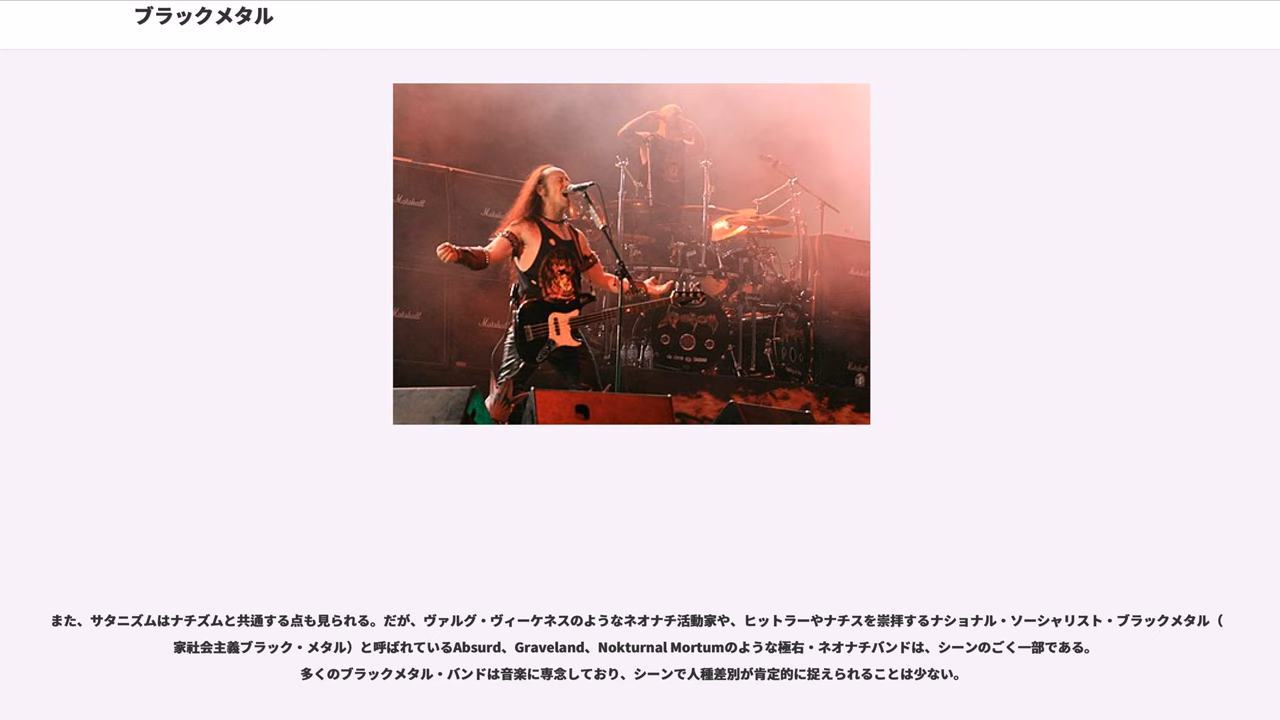 ブラックメタル
Marshall
Marshall
Marshall
Marshall
また、サタニズムはナチズムと共通する点も見られる。だが、ヴァルグ・ヴィーケネスのようなネオナチ活動家や、ヒットラーやナチスを崇拝するナショナル・ソーシャリスト・ブラックメタル（
家社会主義ブラック・メタル）と呼ばれているAbsurd、Graveland、Nokturnal Mortumのような極右・ネオナチバンドは、シーンのごく一部である。
多くのブラックメタル・バンドは音楽に専念しており、シーンで人種差別が肯定的に捉えられることは少ない。